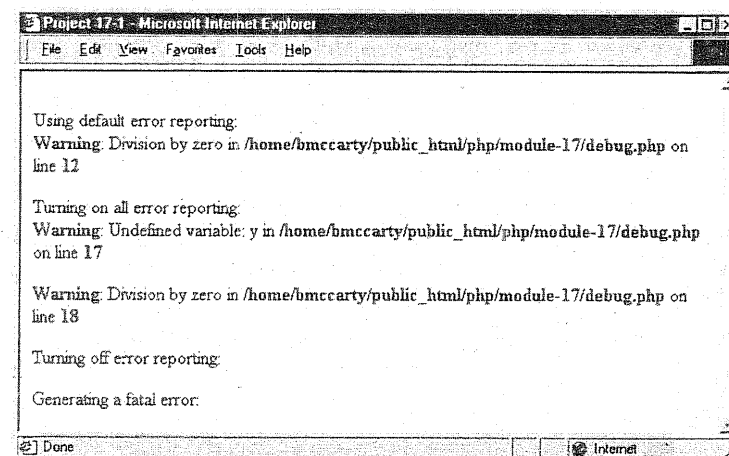 Project 17-1 - Microsoft Internet Explorer
File Edit View Favorites Tools Help
Using default error reporting:
Warning: Division by zero in /home/bmccarty/public_html/php/module-17/debug.php on
line 12
Turning on all error reporting:
Warning: Undefined variable: y in /home/bmccarty/public_html/php/module-17/debug.php
on line 17
Warning: Division by zero in /home/bmccarty/public_html/php/module-17/debug.php on
line 18
Turning off error reporting:
Generating a fatal error:
Done
Internet